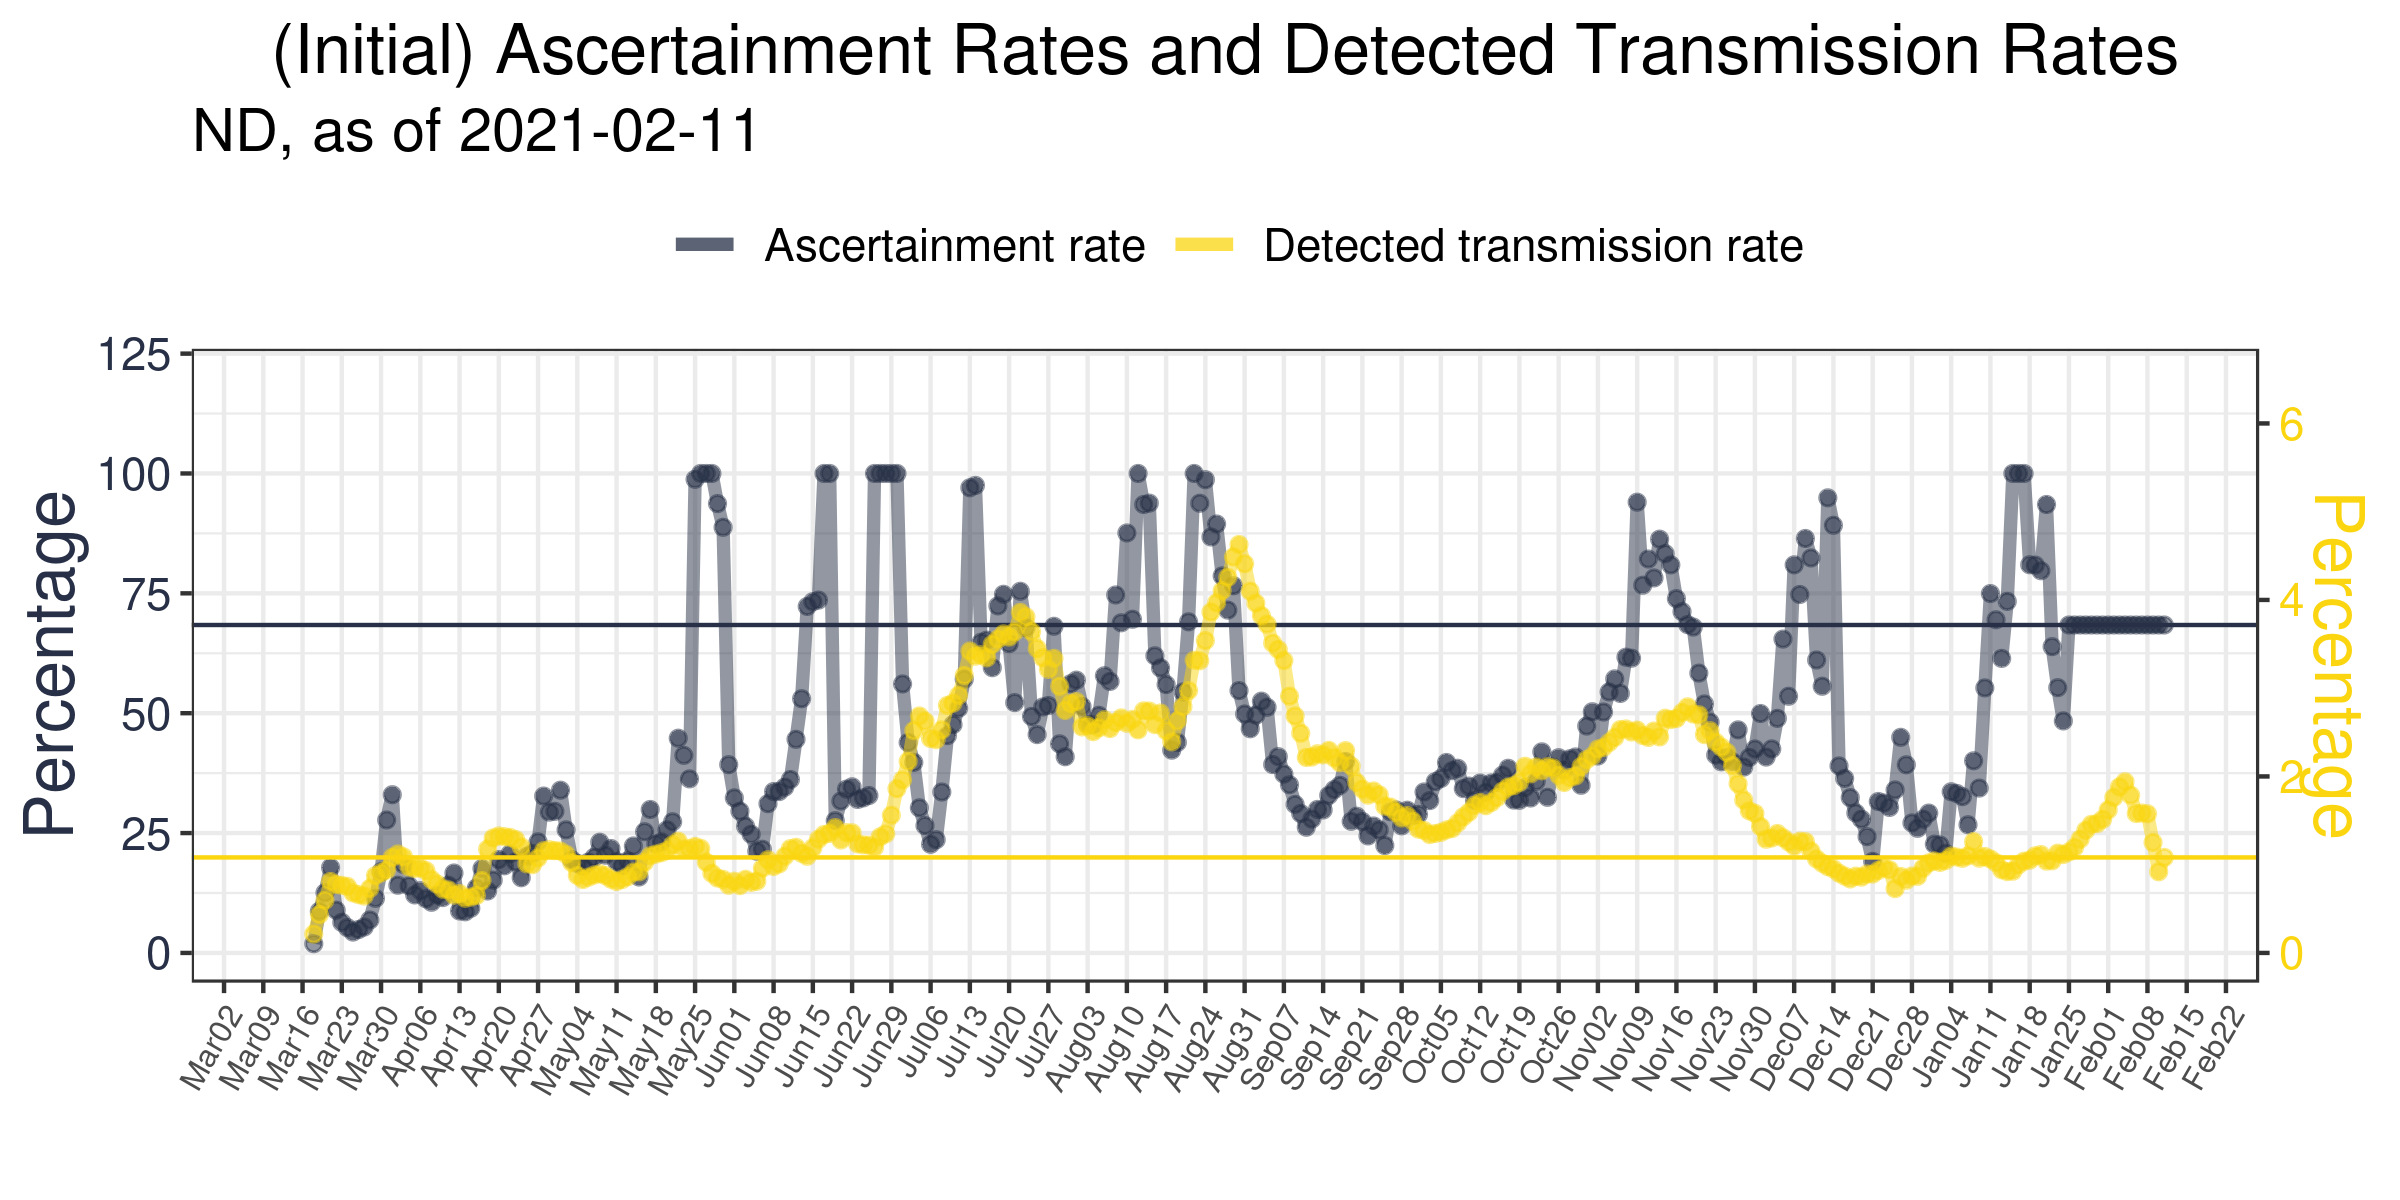 (Initial) Ascertainment Rates and Detected Transmission Rates
ND, as of 2021-02-11
Ascertainment rate Detected transmission rate
125
100
75
50
25
0
Percentage
6
4
2
0
Percentage
Mar02 Mar09 Mar16 Mar23 Mar30 Apr06 Apr13 Apr20 Apr27 May04 May11 May18 May25 Jun01 Jun08 Jun15 Jun22 Jun29 Jul06 Jul13 Jul20 Jul27 Aug03 Aug10 Aug17 Aug24 Aug31 Sep07 Sep14 Sep21 Sep28 Oct05 Oct12 Oct19 Oct26 Nov02 Nov09 Nov16 Nov23 Nov30 Dec07 Dec14 Dec21 Dec28 Jan04 Jan11 Jan18 Jan25 Feb01 Feb08 Feb15 Feb22